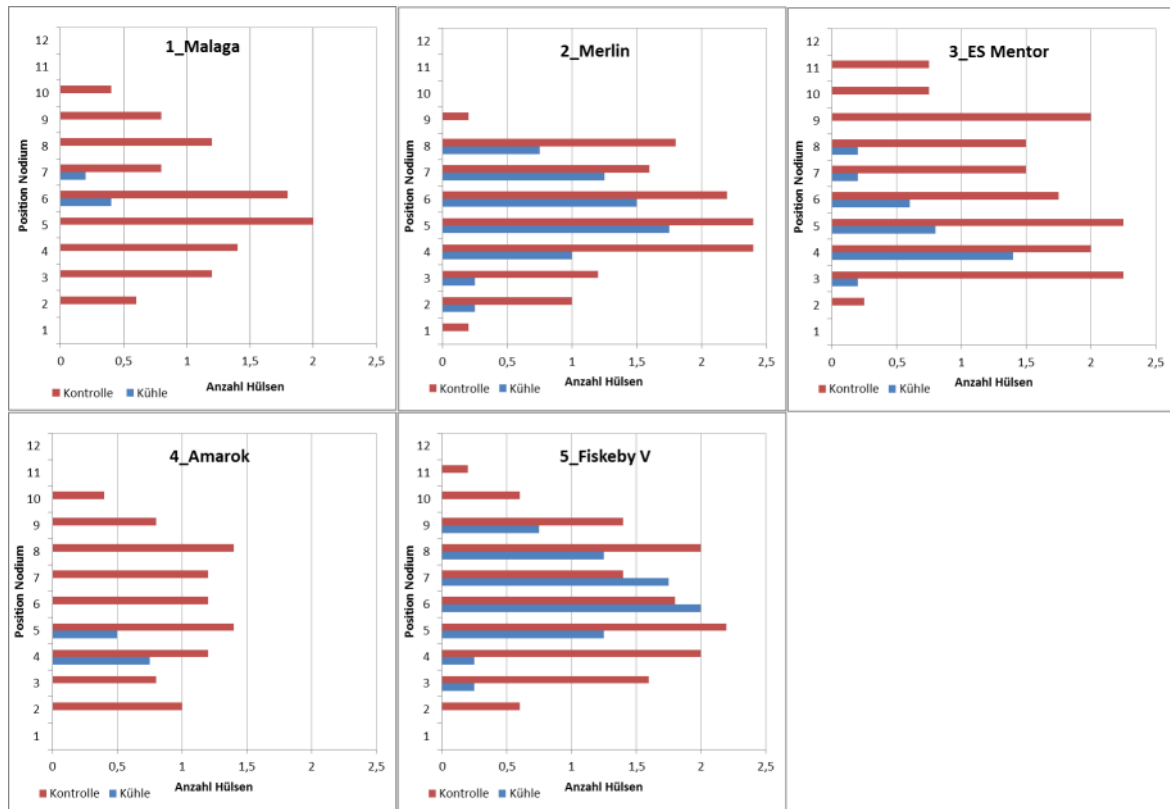 1_Malaga
Position Nodium
12
11
10
9
8
7
6
5
4
3
2
1
0 0,5 1 1,5 2 2,5
Anzahl Hülsen
Kontrolle Kühle
2_Merlin
Position Nodium
12
11
10
9
8
7
6
5
4
3
2
1
0 0,5 1 1,5 2 2,5
Anzahl Hülsen
Kontrolle Kühle
3_ES Mentor
Position Nodium
12
11
10
9
8
7
6
5
4
3
2
1
0 0,5 1 1,5 2 2,5
Anzahl Hülsen
Kontrolle Kühle
4_Amarok
Position Nodium
12
11
10
9
8
7
6
5
4
3
2
1
0 0,5 1 1,5 2 2,5
Anzahl Hülsen
Kontrolle Kühle
5_Fiskeby V
Position Nodium
12
11
10
9
8
7
6
5
4
3
2
1
0 0,5 1 1,5 2 2,5
Anzahl Hülsen
Kontrolle Kühle